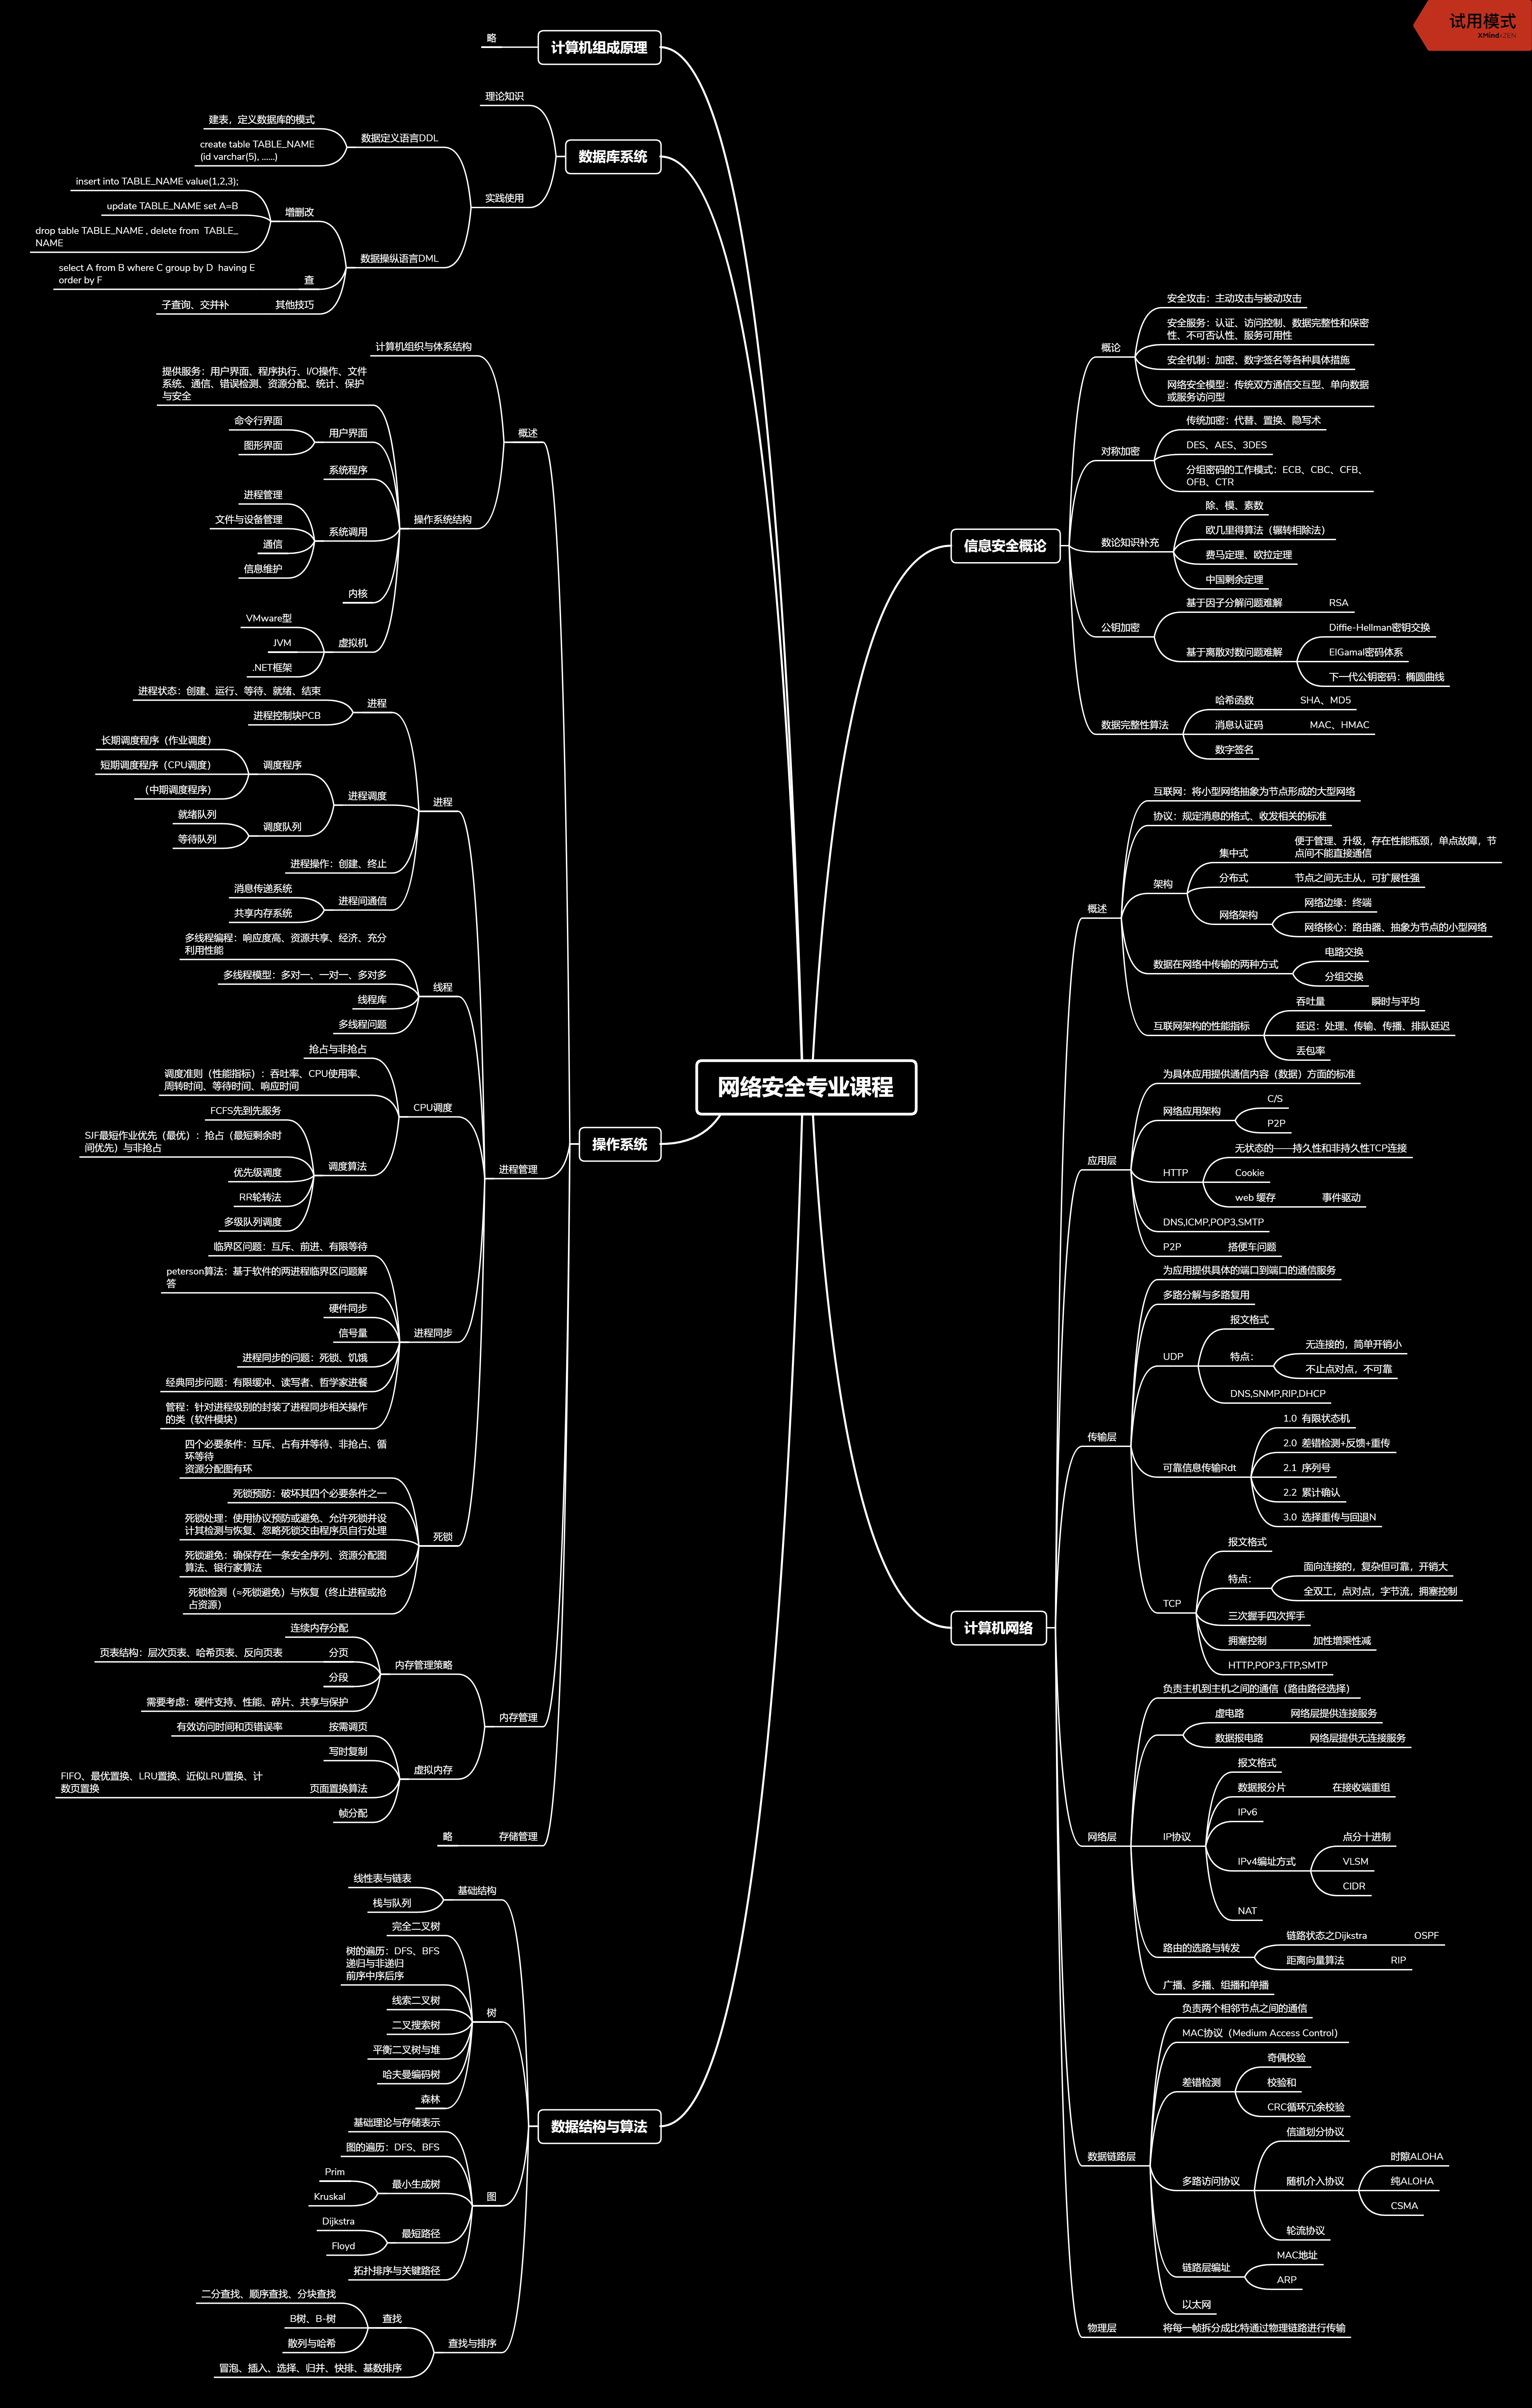 试用模式
XMind:ZEN
网络安全专业课程
信息安全概论
概论
安全攻击：主动攻击与被动攻击
安全服务：认证、访问控制、数据完整性和保密
性、不可否认性、服务可用性
安全机制：加密、数字签名等各种具体措施
网络安全模型：传统双方通信交互型、单向数据
或服务访问型
对称加密
传统加密：代替、置换、隐写术
DES、AES、3DES
分组密码的工作模式：ECB、CBC、CFB、
OFB、CTR
数论知识补充
除、模、素数
欧几里得算法（辗转相除法）
费马定理、欧拉定理
中国剩余定理
公钥加密
基于因子分解问题难解
RSA
基于离散对数问题难解
Diffie-Hellman密钥交换
ElGamal密码体系
下一代公钥密码：椭圆曲线
数据完整性算法
哈希函数
SHA、MD5
消息认证码
MAC、HMAC
数字签名
计算机网络
概述
互联网：将小型网络抽象为节点形成的大型网络
协议：规定消息的格式、收发相关的标准
架构
集中式
便于管理、升级，存在性能瓶颈，单点故障，节
点间不能直接通信
分布式
节点之间无主从，可扩展性强
网络架构
网络边缘：终端
网络核心：路由器、抽象为节点的小型网络
数据在网络中传输的两种方式
电路交换
分组交换
互联网架构的性能指标
吞吐量
瞬时与平均
延迟：处理、传输、传播、排队延迟
丢包率
应用层
为具体应用提供通信内容（数据）方面的标准
网络应用架构
C/S
P2P
HTTP
无状态的——持久性和非持久性TCP连接
Cookie
web 缓存
事件驱动
DNS,ICMP,POP3,SMTP
P2P
搭便车问题
传输层
为应用提供具体的端口到端口的通信服务
多路分解与多路复用
UDP
报文格式
特点：
无连接的，简单开销小
不止点对点，不可靠
DNS,SNMP,RIP,DHCP
可靠信息传输Rdt
1.0 有限状态机
2.0 差错检测+反馈+重传
2.1 序列号
2.2 累计确认
3.0 选择重传与回退N
TCP
报文格式
特点：
面向连接的，复杂但可靠，开销大
全双工，点对点，字节流，拥塞控制
三次握手四次挥手
拥塞控制
加性增乘性减
HTTP,POP3,FTP,SMTP
网络层
负责主机到主机之间的通信（路由路径选择）
虚电路
网络层提供连接服务
数据报电路
网络层提供无连接服务
IP协议
报文格式
数据报分片
在接收端重组
IPv6
IPv4编址方式
点分十进制
VLSM
CIDR
NAT
路由的选路与转发
链路状态之Dijkstra
OSPF
距离向量算法
RIP
广播、多播、组播和单播
数据链路层
负责两个相邻节点之间的通信
MAC协议（Medium Access Control）
差错检测
奇偶校验
校验和
CRC循环冗余校验
多路访问协议
信道划分协议
随机介入协议
时隙ALOHA
纯ALOHA
CSMA
轮流协议
链路层编址
MAC地址
ARP
以太网
物理层
将每一帧拆分成比特通过物理链路进行传输
计算机组成原理
略
数据库系统
理论知识
实践使用
数据定义语言DDL
建表，定义数据库的模式
create table TABLE_NAME
(id varchar(5), ......)
数据操纵语言DML
增删改
insert into TABLE_NAME value(1,2,3);
update TABLE_NAME set A=B
drop table TABLE_NAME , delete from TABLE_
NAME
查
select A from B where C group by D having E
order by F
其他技巧
子查询、交并补
操作系统
概述
计算机组织与体系结构
操作系统结构
提供服务：用户界面、程序执行、I/O操作、文件
系统、通信、错误检测、资源分配、统计、保护
与安全
用户界面
命令行界面
图形界面
系统程序
系统调用
进程管理
文件与设备管理
通信
信息维护
内核
虚拟机
VMware型
JVM
.NET框架
进程管理
进程
进程
进程状态：创建、运行、等待、就绪、结束
进程控制块PCB
进程调度
调度程序
长期调度程序（作业调度）
短期调度程序（CPU调度）
（中期调度程序）
调度队列
就绪队列
等待队列
进程操作：创建、终止
进程间通信
消息传递系统
共享内存系统
线程
多线程编程：响应度高、资源共享、经济、充分
利用性能
多线程模型：多对一、一对一、多对多
线程库
多线程问题
CPU调度
抢占与非抢占
调度准则（性能指标）：吞吐率、CPU使用率、
周转时间、等待时间、响应时间
调度算法
FCFS先到先服务
SJF最短作业优先（最优）：抢占（最短剩余时
间优先）与非抢占
优先级调度
RR轮转法
多级队列调度
进程同步
临界区问题：互斥、前进、有限等待
peterson算法：基于软件的两进程临界区问题解
答
硬件同步
信号量
进程同步的问题：死锁、饥饿
经典同步问题：有限缓冲、读写者、哲学家进餐
管程：针对进程级别的封装了进程同步相关操作
的类（软件模块）
死锁
四个必要条件：互斥、占有并等待、非抢占、循
环等待
资源分配图有环
死锁预防：破坏其四个必要条件之一
死锁处理：使用协议预防或避免、允许死锁并设
计其检测与恢复、忽略死锁交由程序员自行处理
死锁避免：确保存在一条安全序列、资源分配图
算法、银行家算法
死锁检测（≈死锁避免）与恢复（终止进程或抢
占资源）
内存管理
内存管理策略
连续内存分配
分页
页表结构：层次页表、哈希页表、反向页表
分段
需要考虑：硬件支持、性能、碎片、共享与保护
虚拟内存
按需调页
有效访问时间和页错误率
写时复制
页面置换算法
FIFO、最优置换、LRU置换、近似LRU置换、计
数页置换
帧分配
存储管理
略
数据结构与算法
基础结构
线性表与链表
栈与队列
树
完全二叉树
树的遍历：DFS、BFS
递归与非递归
前序中序后序
线索二叉树
二叉搜索树
平衡二叉树与堆
哈夫曼编码树
森林
图
基础理论与存储表示
图的遍历：DFS、BFS
最小生成树
Prim
Kruskal
最短路径
Dijkstra
Floyd
拓扑排序与关键路径
查找与排序
查找
二分查找、顺序查找、分块查找
B树、B-树
散列与哈希
冒泡、插入、选择、归并、快排、基数排序